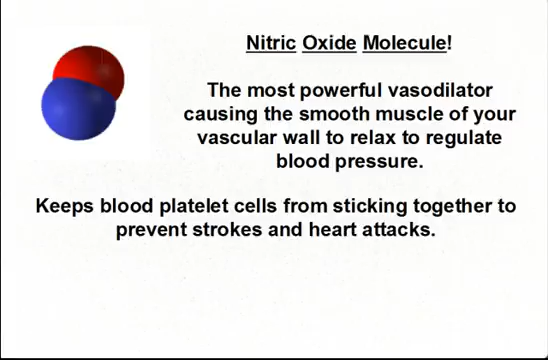 Nitric Oxide Molecule!
The most powerful vasodilator
causing the smooth muscle of your
vascular wall to relax to regulate
blood pressure.
Keeps blood platelet cells from sticking together to
prevent strokes and heart attacks.